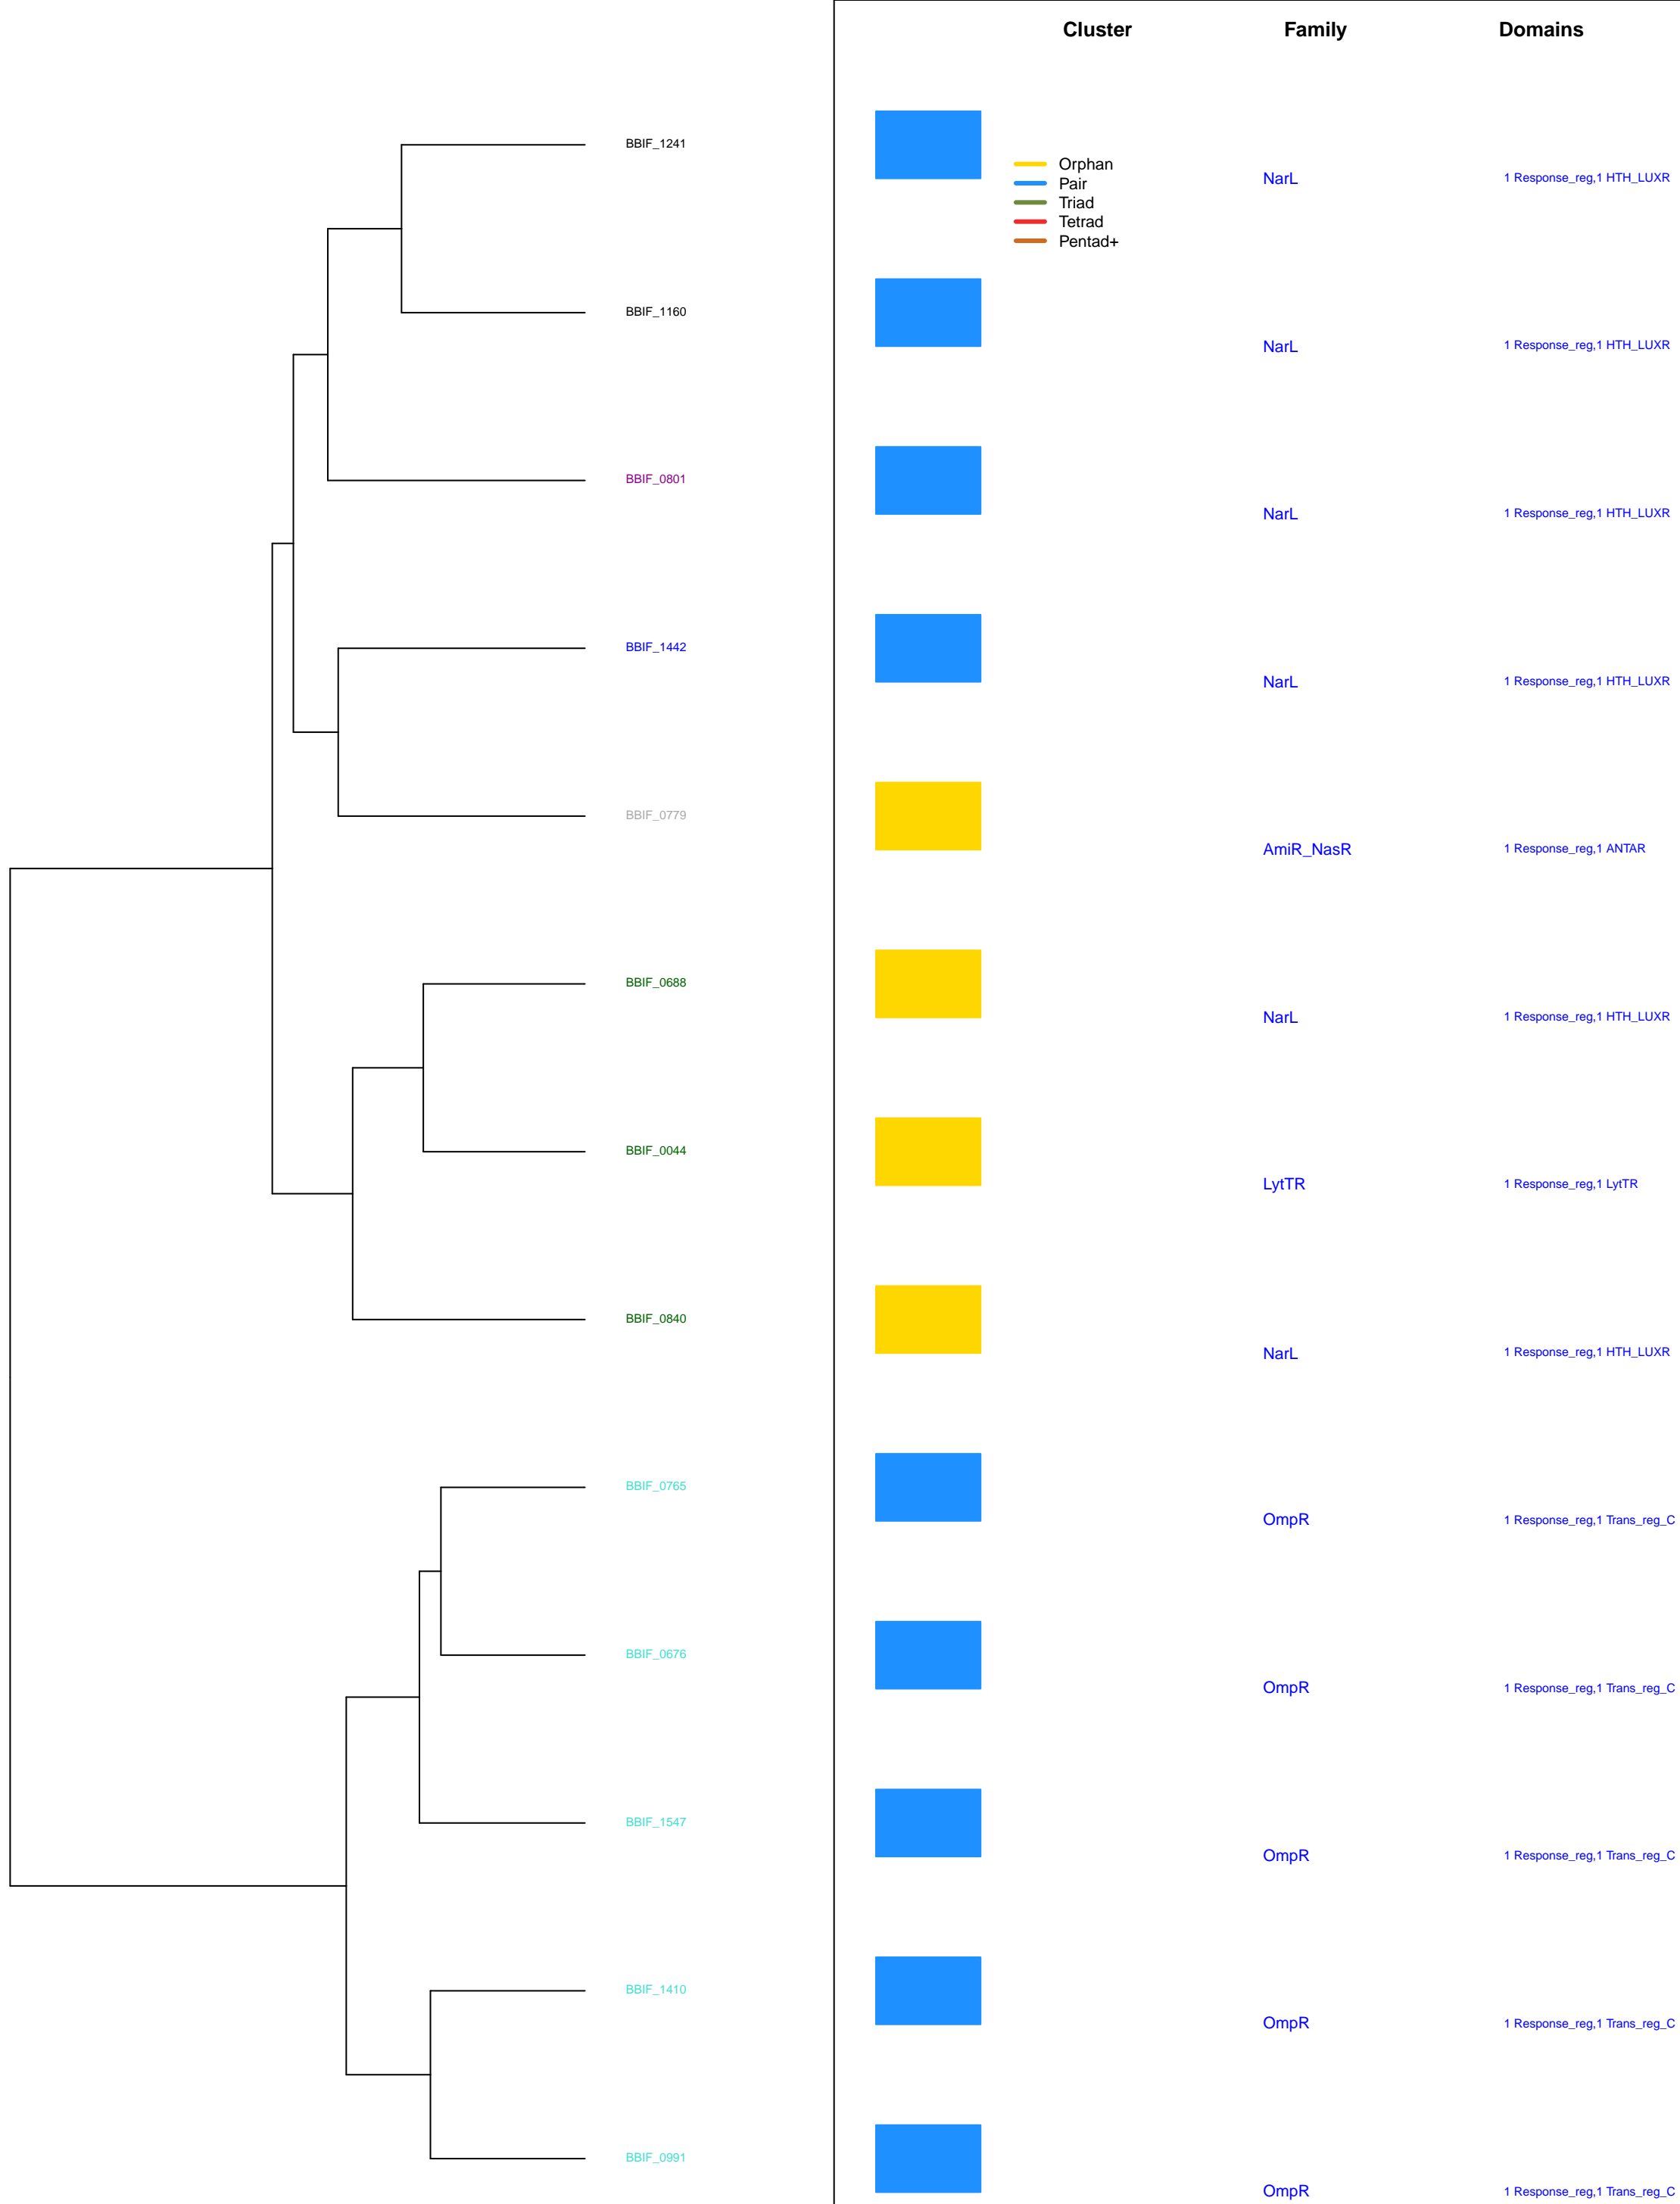 Cluster Family Domains
BBIF_1241
Orphan
Pair
Triad
Tetrad
Pentad+
NarL 1 Response_reg,1 HTH_LUXR
BBIF_1160
NarL 1 Response_reg,1 HTH_LUXR
BBIF_0801
NarL 1 Response_reg,1 HTH_LUXR
BBIF_1442
NarL 1 Response_reg,1 HTH_LUXR
BBIF_0779
AmiR_NasR 1 Response_reg,1 ANTAR
BBIF_0688
NarL 1 Response_reg,1 HTH_LUXR
BBIF_0044
LytTR 1 Response_reg,1 LytTR
BBIF_0840
NarL 1 Response_reg,1 HTH_LUXR
BBIF_0765
OmpR 1 Response_reg,1 Trans_reg_C
BBIF_0676
OmpR 1 Response_reg,1 Trans_reg_C
BBIF_1547
OmpR 1 Response_reg,1 Trans_reg_C
BBIF_1410
OmpR 1 Response_reg,1 Trans_reg_C
BBIF_0991
OmpR 1 Response_reg,1 Trans_reg_C